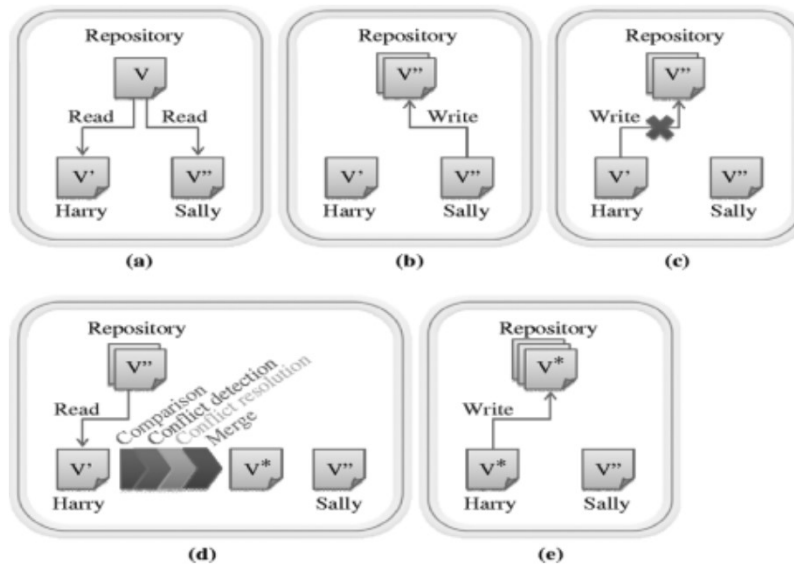 Repository
V
Read Read
V' V''
Harry Sally
(a)
Repository
V''
Write
V' V''
Harry Sally
(b)
Repository
V''
Write
V' V''
Harry Sally
(c)
Repository
V''
Read
Comparison
Conflict detection
Conflict resolution
Merge
V' V* V''
Harry Sally
(d)
Repository
V*
Write
V* V''
Harry Sally
(e)